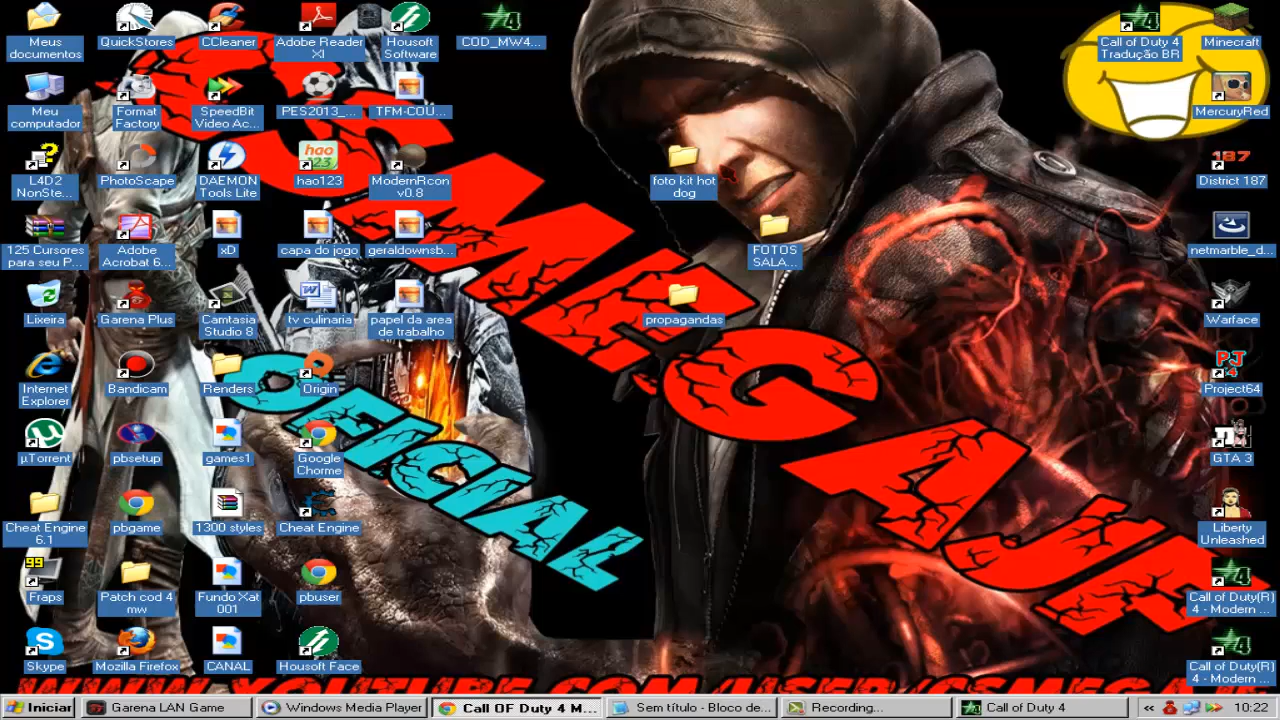 Meus
documentos
QuickStores
CCleaner
Adobe Reader
XI
Housoft
Software
COD_MW4...
Call of Duty 4
Tradução BR
Minecraft
Meu
computador
Format
Factory
SpeedBit
Video Ac...
PES2013_...
TFM-COU...
MercuryRed
L4D2
NonSte...
PhotoScape
DAEMON
Tools Lite
hao123
ModernRcon
v0.8
foto kit hot
dog
187
District 187
125 Cursores
para seu P...
Adobe
Acrobat 6...
xD
capa do jogo
geraldownsb...
FOTOS
SALA...
netmarble_d...
Lixeira
Garena Plus
Camtasia
Studio 8
tv culinaria
papel da area
de trabalho
propagandas
Warface
Internet
Explorer
Bandicam
Renders
Origin
Project64
µTorrent
pbsetup
games1
Google
Chorme
GTA 3
Cheat Engine
6.1
pbgame
1300 styles
Cheat Engine
Liberty
Unleashed
99
Fraps
Patch cod 4
mw
Fundo Xat
001
pbuser
Call of Duty(R)
4 - Modern ...
Skype
Mozilla Firefox
CANAL
Housoft Face
Call of Duty(R)
4 - Modern ...
OFICIAL
Iniciar
Garena LAN Game
Windows Media Player
Call OF Duty 4 M...
Sem título - Bloco de...
Recording...
Call of Duty 4
10:22